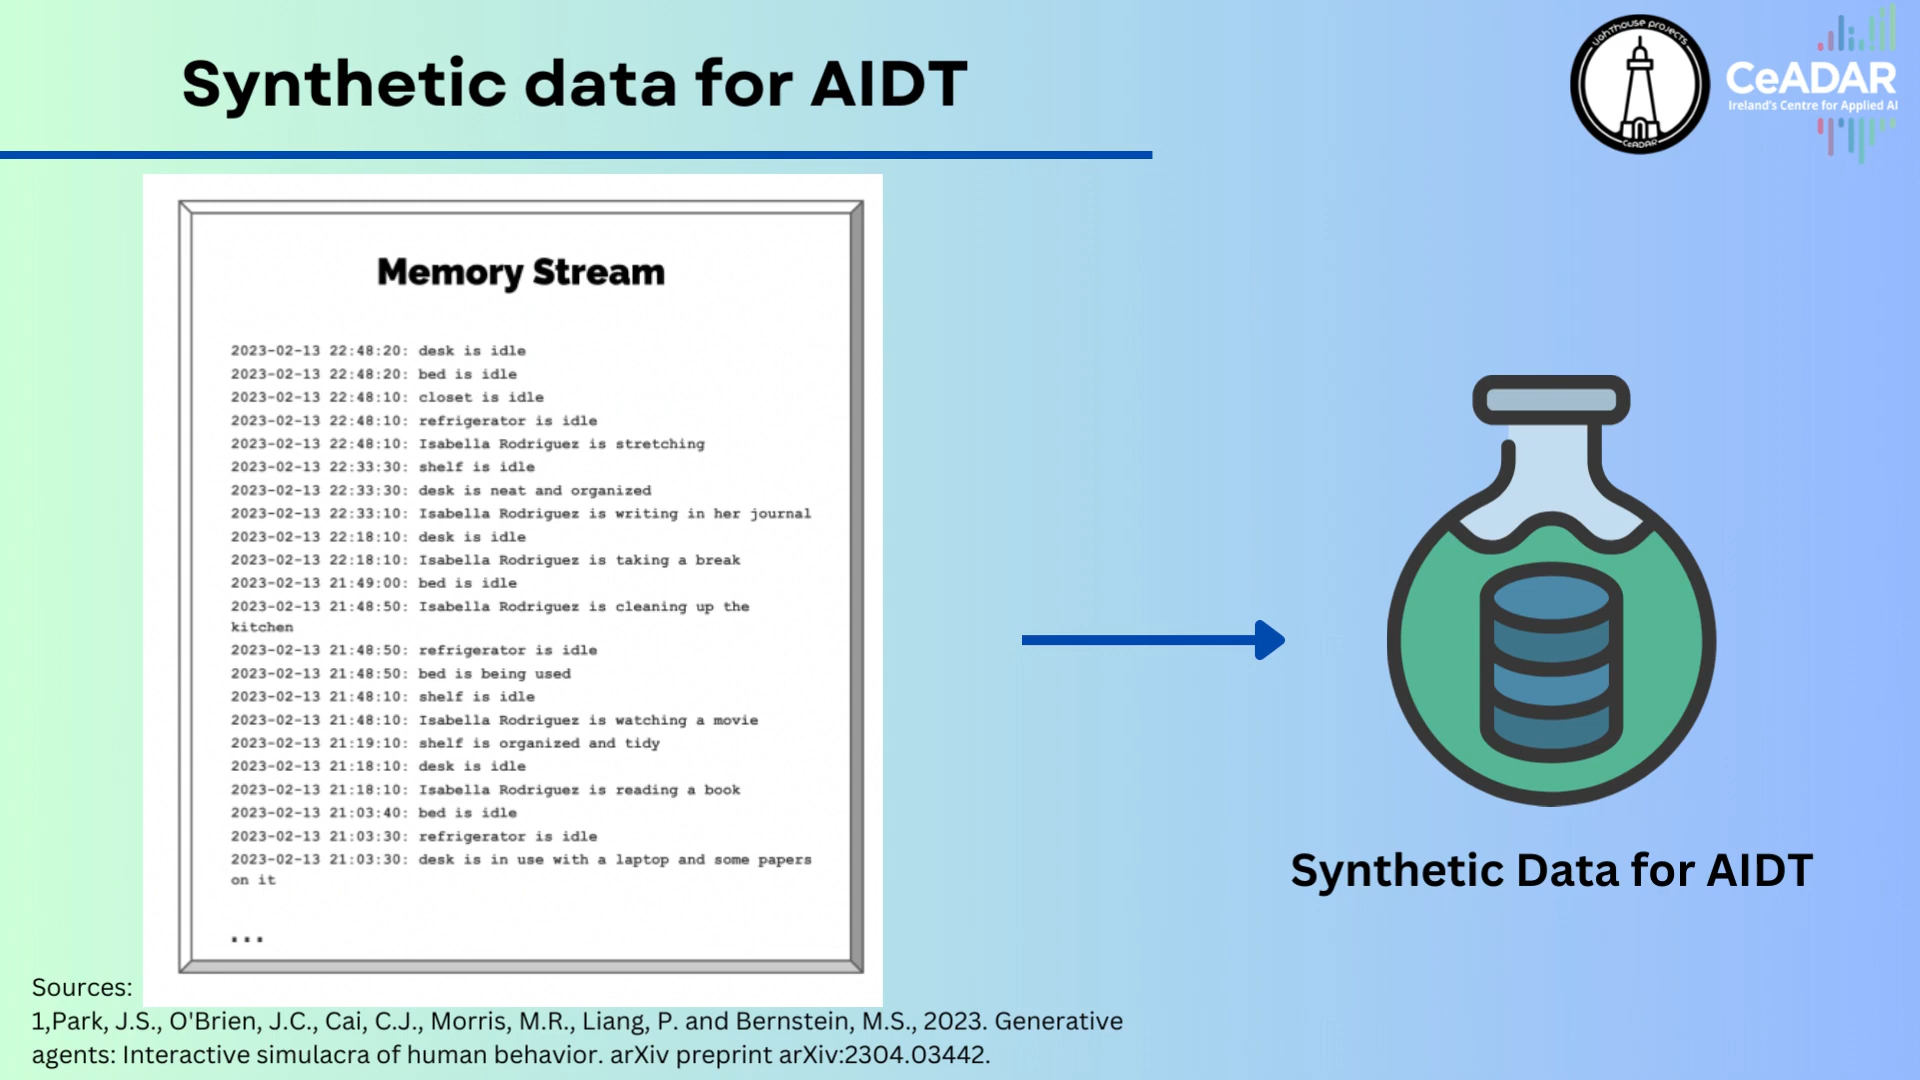 Synthetic data for AIDT
LIGHTHOUSE PROJECTS
CeADAR
CeADAR
Ireland's Centre for Applied AI
Memory Stream
2023-02-13 22:48:20: desk is idle
2023-02-13 22:48:20: bed is idle
2023-02-13 22:48:10: closet is idle
2023-02-13 22:48:10: refrigerator is idle
2023-02-13 22:48:10: Isabella Rodriguez is stretching
2023-02-13 22:33:30: shelf is idle
2023-02-13 22:33:30: desk is neat and organized
2023-02-13 22:33:10: Isabella Rodriguez is writing in her journal
2023-02-13 22:18:10: desk is idle
2023-02-13 22:18:10: Isabella Rodriguez is taking a break
2023-02-13 21:49:00: bed is idle
2023-02-13 21:48:50: Isabella Rodriguez is cleaning up the
kitchen
2023-02-13 21:48:50: refrigerator is idle
2023-02-13 21:48:50: bed is being used
2023-02-13 21:48:10: shelf is idle
2023-02-13 21:48:10: Isabella Rodriguez is watching a movie
2023-02-13 21:19:10: shelf is organized and tidy
2023-02-13 21:18:10: desk is idle
2023-02-13 21:18:10: Isabella Rodriguez is reading a book
2023-02-13 21:03:40: bed is idle
2023-02-13 21:03:30: refrigerator is idle
2023-02-13 21:03:30: desk is in use with a laptop and some papers
on it
...
Synthetic Data for AIDT
Sources:
1,Park, J.S., O'Brien, J.C., Cai, C.J., Morris, M.R., Liang, P. and Bernstein, M.S., 2023. Generative
agents: Interactive simulacra of human behavior. arXiv preprint arXiv:2304.03442.